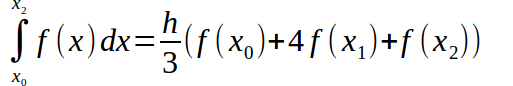 ∫_{x₀}^{x₂} f(x)dx = h/3 (f(x₀)+4f(x₁)+f(x₂))